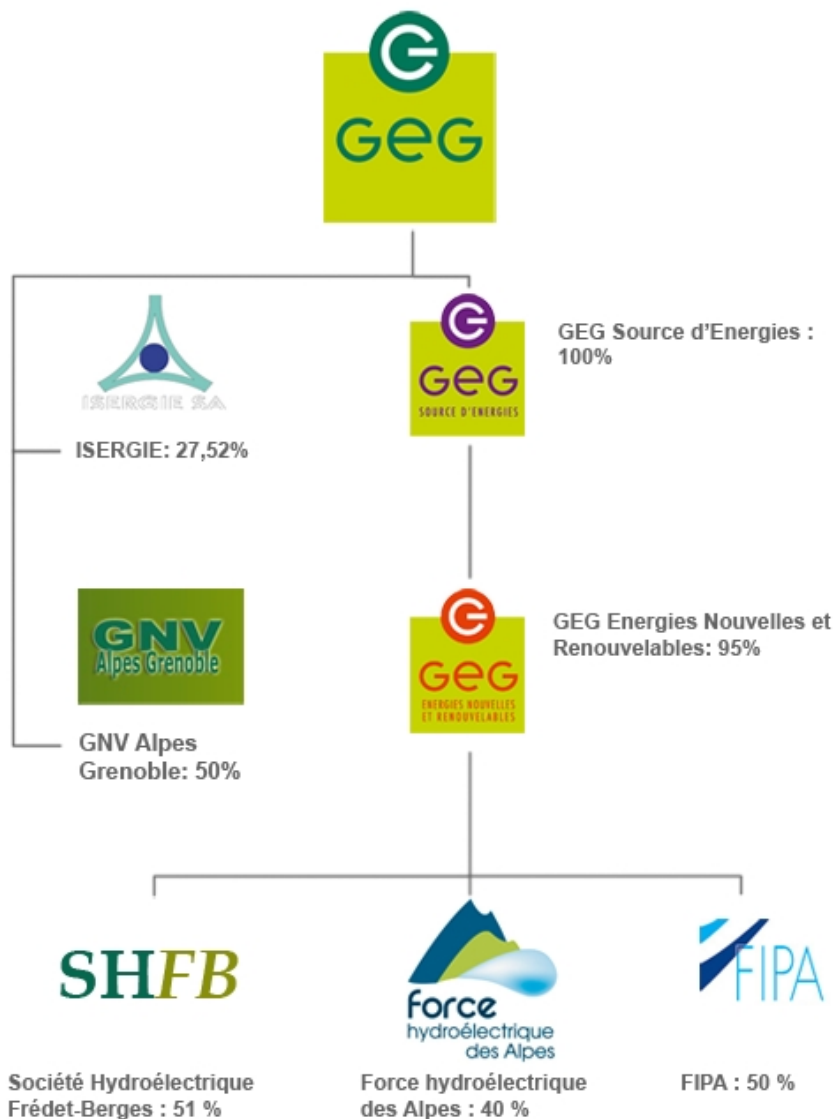 GEG
GEG
SOURCE D'ENERGIES
GEG Source d'Energies :
100%
ISERGIE SA
ISERGIE: 27,52%
GNV
Alpes Grenoble
GNV Alpes
Grenoble: 50%
GEG
ENERGIES NOUVELLES
ET RENOUVELABLES
GEG Energies Nouvelles et
Renouvelables: 95%
SHFB
Société Hydroélectrique
Frédet-Berges : 51 %
force
hydroélectrique
des Alpes
Force hydroélectrique
des Alpes : 40 %
FIPA
FIPA : 50 %